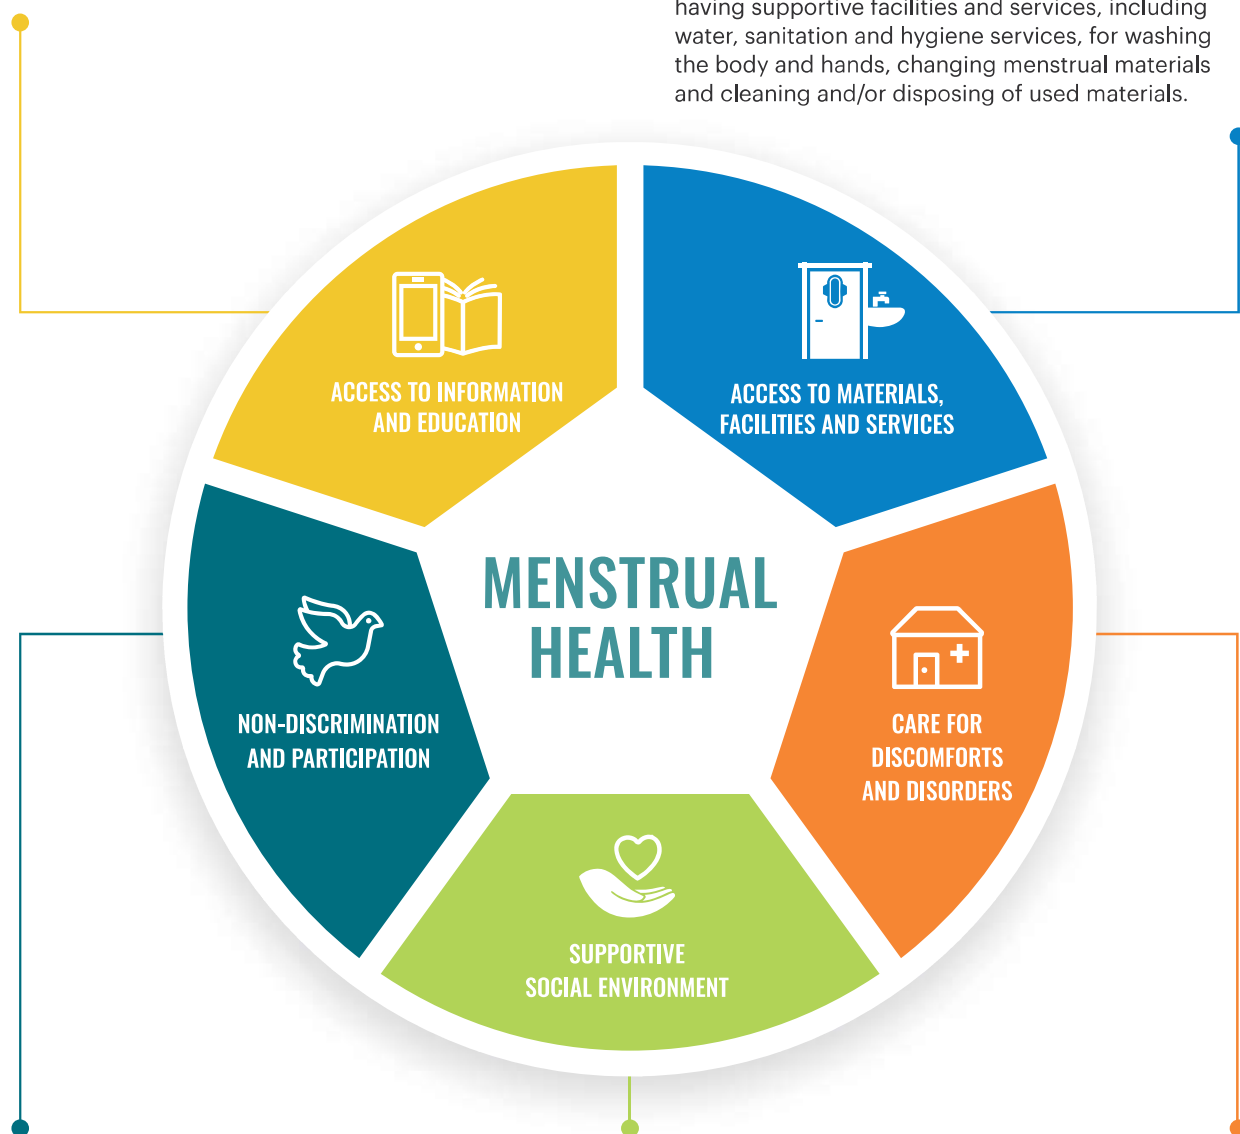 having supportive facilities and services, including
water, sanitation and hygiene services, for washing
the body and hands, changing menstrual materials
and cleaning and/or disposing of used materials.
ACCESS TO INFORMATION
AND EDUCATION
ACCESS TO MATERIALS,
FACILITIES AND SERVICES
MENSTRUAL
HEALTH
NON-DISCRIMINATION
AND PARTICIPATION
CARE FOR
DISCOMFORTS
AND DISORDERS
SUPPORTIVE
SOCIAL ENVIRONMENT